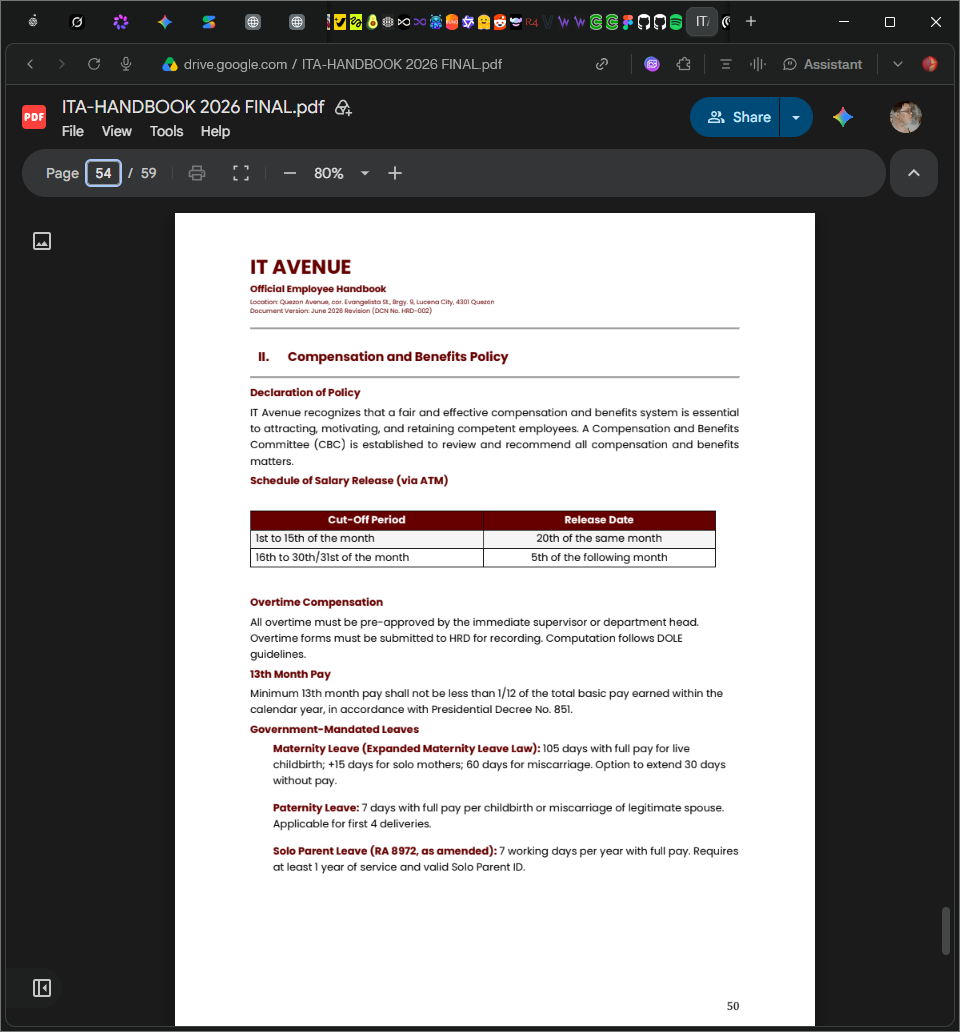 drive.google.com / ITA-HANDBOOK 2026 FINAL.pdf
Assistant
PDF
ITA-HANDBOOK 2026 FINAL.pdf
File View Tools Help
Share
Page 54 / 59
80%
IT AVENUE
Official Employee Handbook
Location: Quezon Avenue, cor. Evangelista St., Brgy. 9, Lucena City, 4301 Quezon
Document Version: June 2026 Revision (DCN No. HRD-002)
II. Compensation and Benefits Policy
Declaration of Policy
IT Avenue recognizes that a fair and effective compensation and benefits system is essential
to attracting, motivating, and retaining competent employees. A Compensation and Benefits
Committee (CBC) is established to review and recommend all compensation and benefits
matters.
Schedule of Salary Release (via ATM)
Cut-Off Period Release Date
1st to 15th of the month 20th of the same month
16th to 30th/31st of the month 5th of the following month
Overtime Compensation
All overtime must be pre-approved by the immediate supervisor or department head.
Overtime forms must be submitted to HRD for recording. Computation follows DOLE
guidelines.
13th Month Pay
Minimum 13th month pay shall not be less than 1/12 of the total basic pay earned within the
calendar year, in accordance with Presidential Decree No. 851.
Government-Mandated Leaves
Maternity Leave (Expanded Maternity Leave Law): 105 days with full pay for live
childbirth; +15 days for solo mothers; 60 days for miscarriage. Option to extend 30 days
without pay.
Paternity Leave: 7 days with full pay per childbirth or miscarriage of legitimate spouse.
Applicable for first 4 deliveries.
Solo Parent Leave (RA 8972, as amended): 7 working days per year with full pay. Requires
at least 1 year of service and valid Solo Parent ID.
50